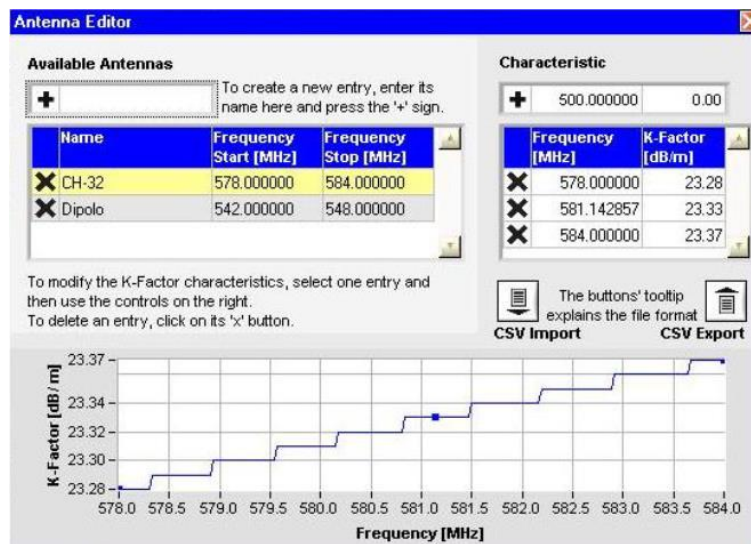 Antenna Editor
Available Antennas
To create a new entry, enter its
name here and press the '+' sign.
Name Frequency Start [MHz] Frequency Stop [MHz]
CH-32 578.000000 584.000000
Dipolo 542.000000 548.000000
To modify the K-Factor characteristics, select one entry and
then use the controls on the right.
To delete an entry, click on its 'x' button.
Characteristic
500.000000 0.00
Frequency [MHz] K-Factor [dB/m]
578.000000 23.28
581.142857 23.33
584.000000 23.37
The buttons' tooltip
explains the file format
CSV Import CSV Export
K-Factor [dB/m]
23.37
23.34
23.32
23.30
23.28
578.0 578.5 579.0 579.5 580.0 580.5 581.0 581.5 582.0 582.5 583.0 583.5 584.0
Frequency [MHz]